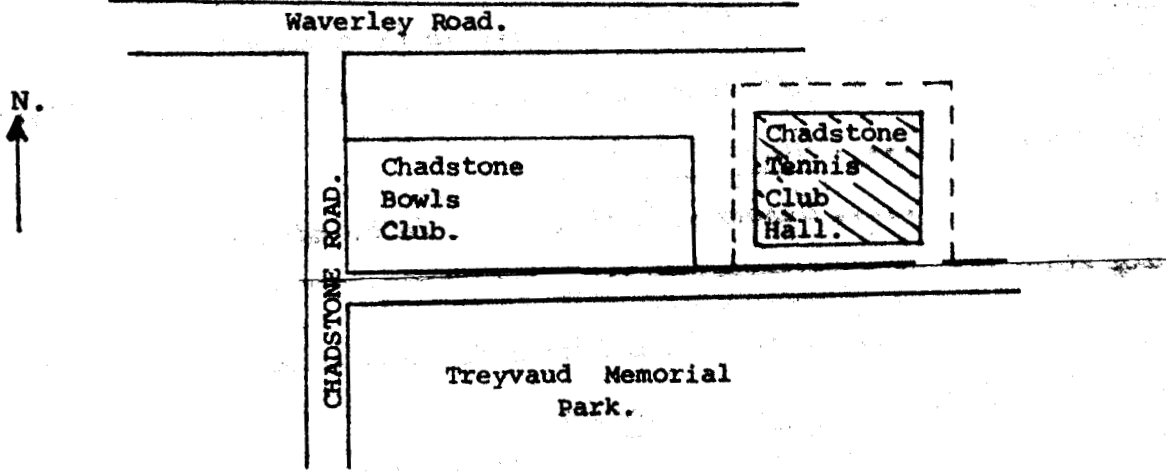 Waverley Road.
N.
Chadstone
Bowls
Club.
Chadstone
Tennis
Club
Hall.
CHADSTONE ROAD.
Treyvaud Memorial
Park.